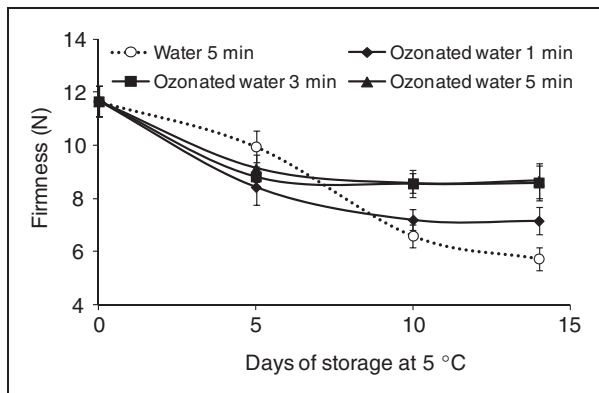 14
Water 5 min
Ozonated water 1 min
Ozonated water 3 min
Ozonated water 5 min
12
10
8
6
4
Firmness (N)
0
5
10
15
Days of storage at 5 °C